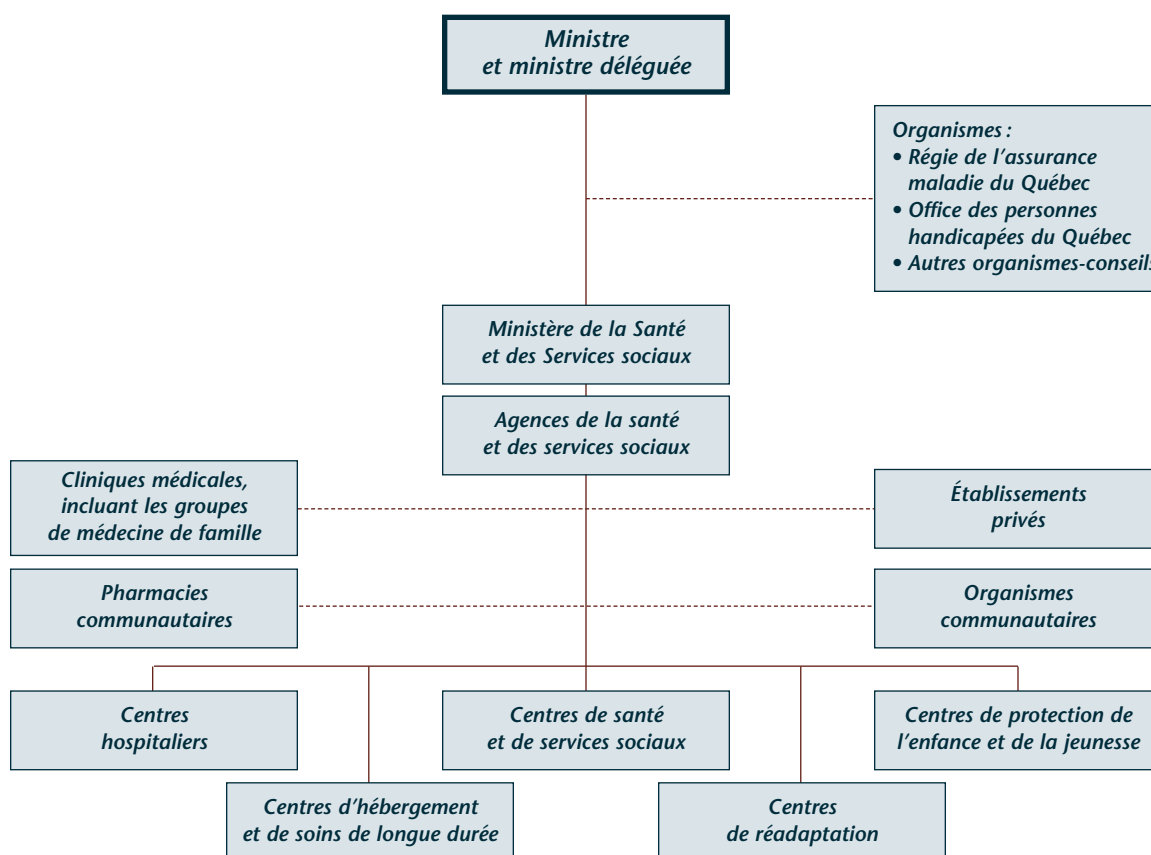 Ministre
et ministre déléguée
Organismes :
• Régie de l’assurance
maladie du Québec
• Office des personnes
handicapées du Québec
• Autres organismes-conseils
Ministère de la Santé
et des Services sociaux
Agences de la santé
et des services sociaux
Cliniques médicales,
incluant les groupes
de médecine de famille
Établissements
privés
Pharmacies
communautaires
Organismes
communautaires
Centres
hospitaliers
Centres de santé
et de services sociaux
Centres de protection de
l’enfance et de la jeunesse
Centres d’hébergement
et de soins de longue durée
Centres
de réadaptation